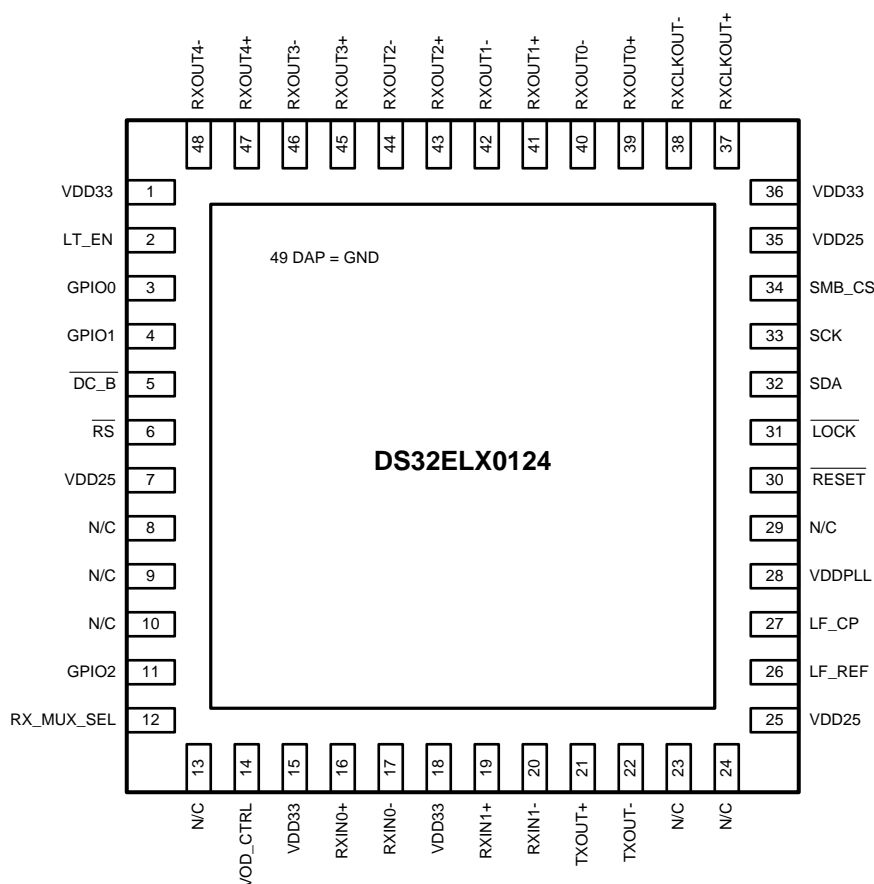 RXOUT4-
RXOUT4+
RXOUT3-
RXOUT3+
RXOUT2-
RXOUT2+
RXOUT1-
RXOUT1+
RXOUT0-
RXOUT0+
RXCLKOUT-
RXCLKOUT+
48
47
46
45
44
43
42
41
40
39
38
37
VDD33 1
LT_EN 2
GPIO0 3
GPIO1 4
DC_B 5
RS 6
VDD25 7
N/C 8
N/C 9
N/C 10
GPIO2 11
RX_MUX_SEL 12
49 DAP = GND
DS32ELX0124
36 VDD33
35 VDD25
34 SMB_CS
33 SCK
32 SDA
31 LOCK
30 RESET
29 N/C
28 VDDPLL
27 LF_CP
26 LF_REF
25 VDD25
13
14
15
16
17
18
19
20
21
22
23
24
N/C
VOD_CTRL
VDD33
RXIN0+
RXIN0-
VDD33
RXIN1+
RXIN1-
TXOUT+
TXOUT-
N/C
N/C